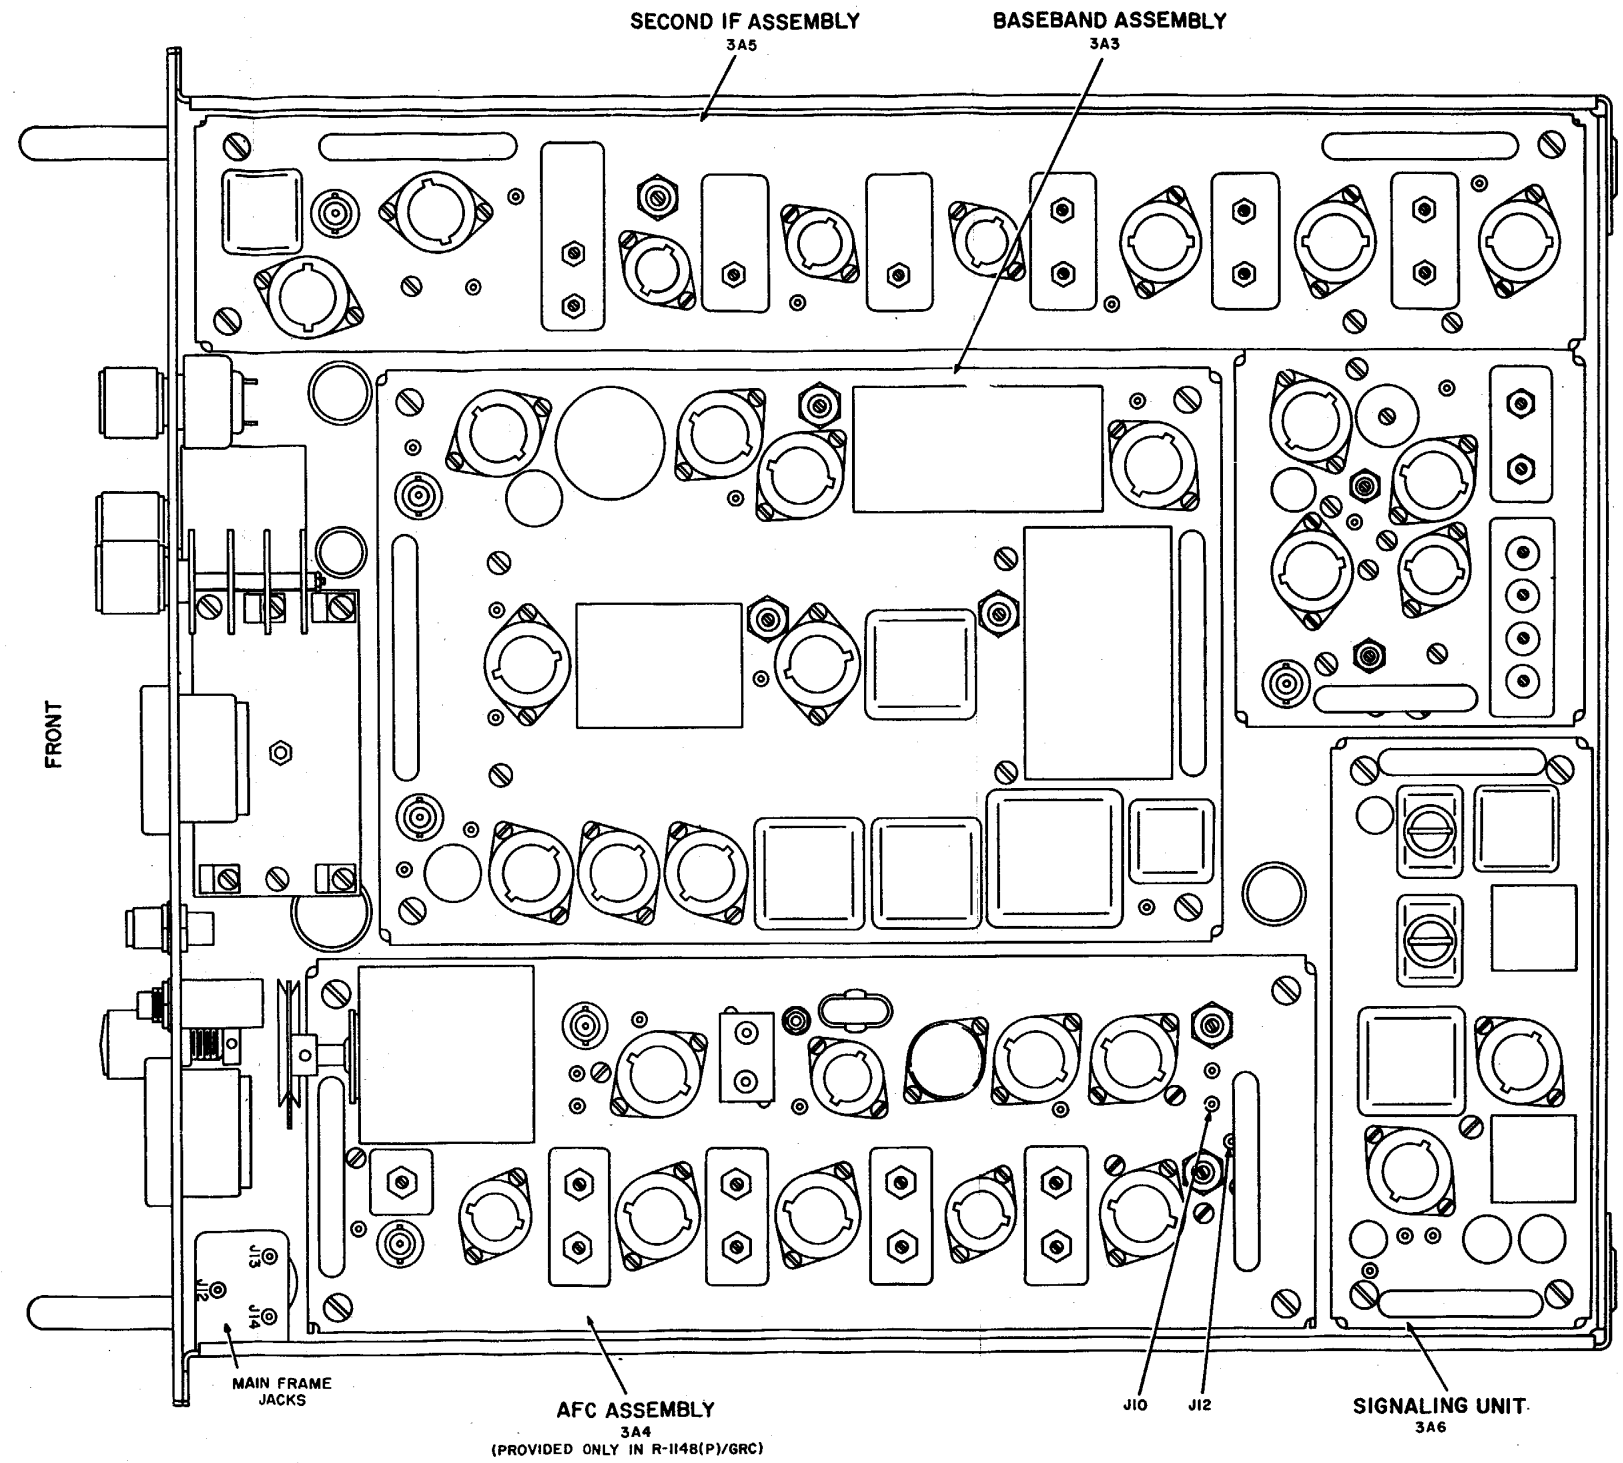 SECOND IF ASSEMBLY
3A5
BASEBAND ASSEMBLY
3A3
FRONT
J13
J12
J14
MAIN FRAME
JACKS
AFC ASSEMBLY
3A4
(PROVIDED ONLY IN R-1148(P)/GRC)
J10
J12
SIGNALING UNIT
3A6